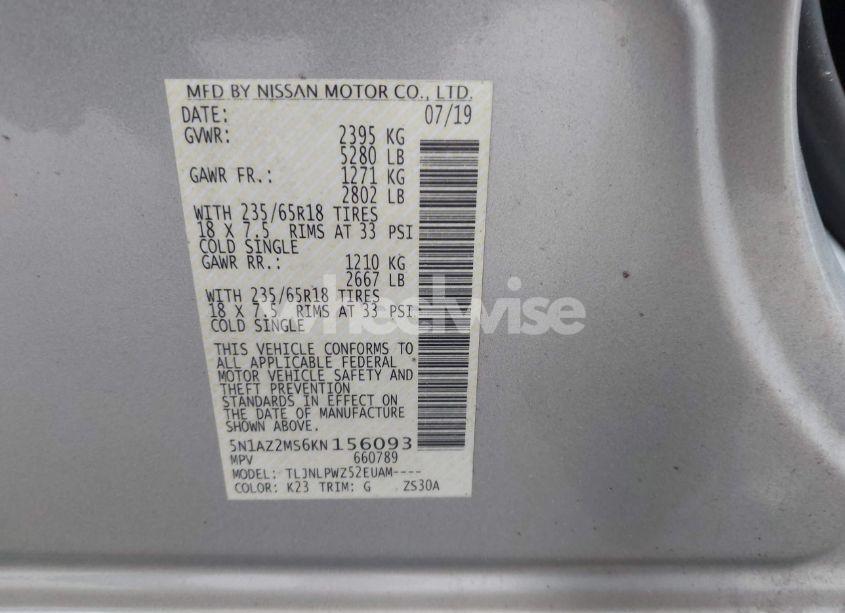 MFD BY NISSAN MOTOR CO., LTD.
DATE: 07/19
GVWR: 2395 KG
5280 LB
GAWR FR.: 1271 KG
2802 LB
WITH 235/65R18 TIRES
18 X 7.5 RIMS AT 33 PSI
COLD SINGLE
GAWR RR.: 1210 KG
2667 LB
WITH 235/65R18 TIRES
18 X 7.5 RIMS AT 33 PSI
COLD SINGLE
wheelwise
THIS VEHICLE CONFORMS TO
ALL APPLICABLE FEDERAL
MOTOR VEHICLE SAFETY AND
THEFT PREVENTION
STANDARDS IN EFFECT ON
THE DATE OF MANUFACTURE
SHOWN ABOVE.
5N1AZ2MS6KN156093
MPV 660789
MODEL: TLJNLPWZ52EUAM----
COLOR: K23 TRIM: G ZS30A